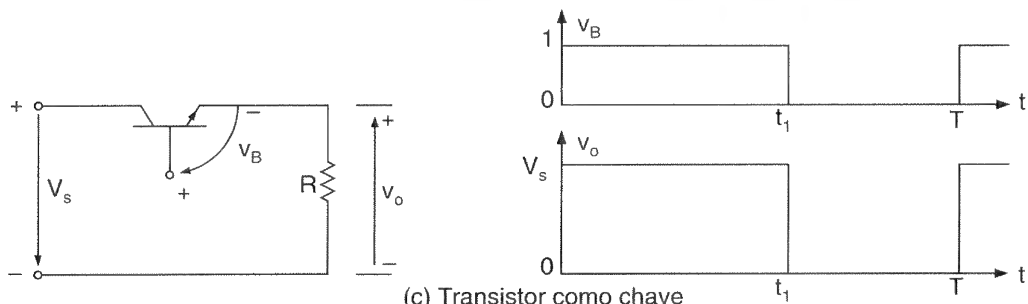 +
−
V_s
−
v_B
+
R
+
v_o
−
1
v_B
0
t_1
T
t
V_s
v_o
0
t_1
T
t
(c) Transistor como chave